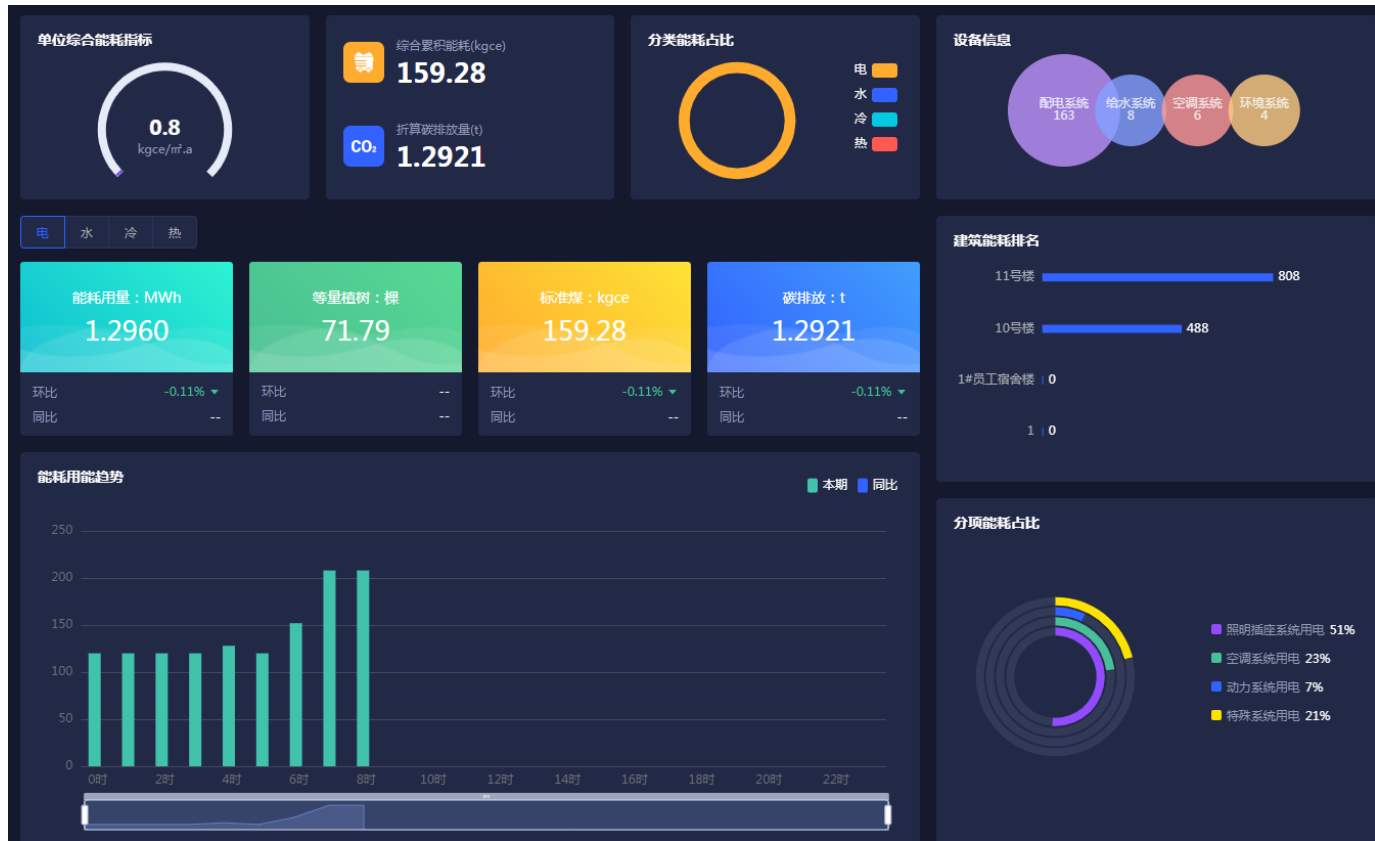 单位综合能耗指标
0.8
kgce/㎡.a
综合累积能耗(kgce)
159.28
CO₂
折算碳排放量(t)
1.2921
分类能耗占比
电
水
冷
热
设备信息
配电系统
163
给水系统
8
空调系统
6
环境系统
4
电 水 冷 热
能耗用量：MWh
1.2960
环比 -0.11%
同比 --
等量植树：棵
71.79
环比 --
同比 --
标准煤：kgce
159.28
环比 -0.11%
同比 --
碳排放：t
1.2921
环比 -0.11%
同比 --
建筑能耗排名
11号楼 808
10号楼 488
1#员工宿舍楼 0
1 0
能耗用能趋势
本期 同比
250
200
150
100
50
0
0时 2时 4时 6时 8时 10时 12时 14时 16时 18时 20时 22时
分项能耗占比
照明插座系统用电 51%
空调系统用电 23%
动力系统用电 7%
特殊系统用电 21%